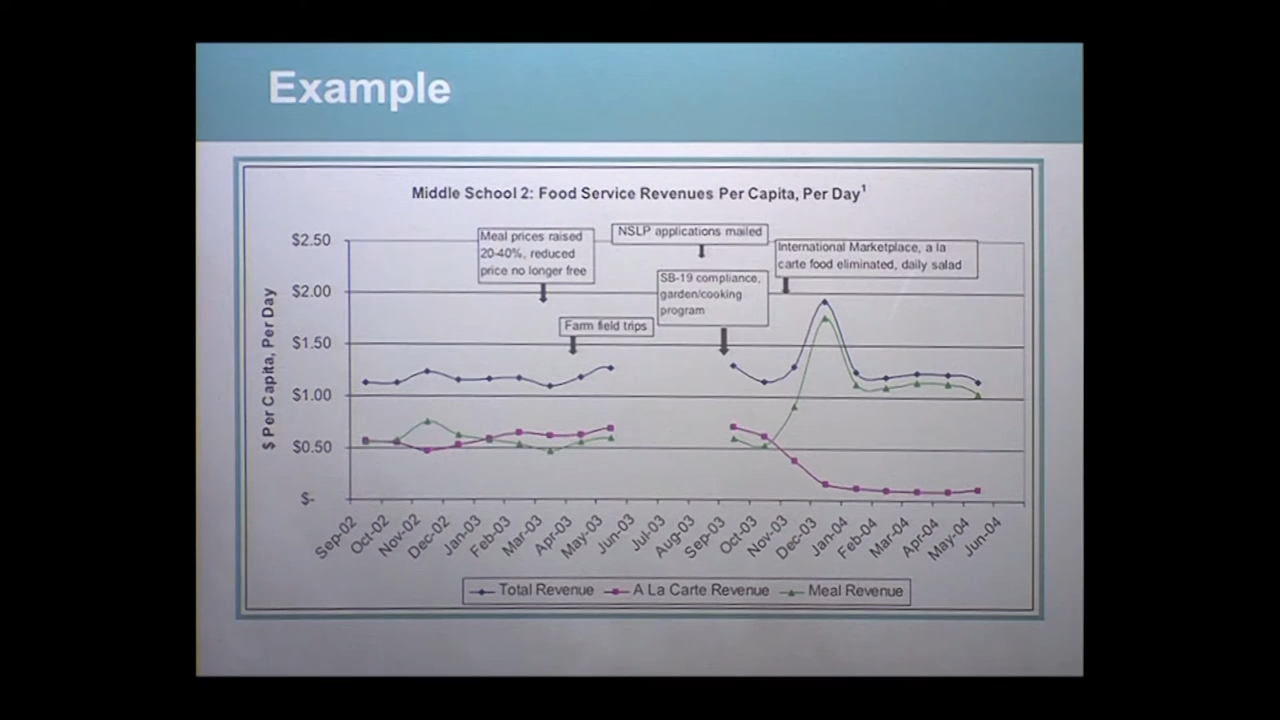 Example
Middle School 2: Food Service Revenues Per Capita, Per Day1
Meal prices raised
20-40%, reduced
price no longer free
NSLP applications mailed
International Marketplace, a la
carte food eliminated, daily salad
SB-19 compliance,
garden/cooking
program
Farm field trips
$ Per Capita, Per Day
$2.50
$2.00
$1.50
$1.00
$0.50
$-
Sep-02
Oct-02
Nov-02
Dec-02
Jan-03
Feb-03
Mar-03
Apr-03
May-03
Jun-03
Jul-03
Aug-03
Sep-03
Oct-03
Nov-03
Dec-03
Jan-04
Feb-04
Mar-04
Apr-04
May-04
Jun-04
Total Revenue
A La Carte Revenue
Meal Revenue